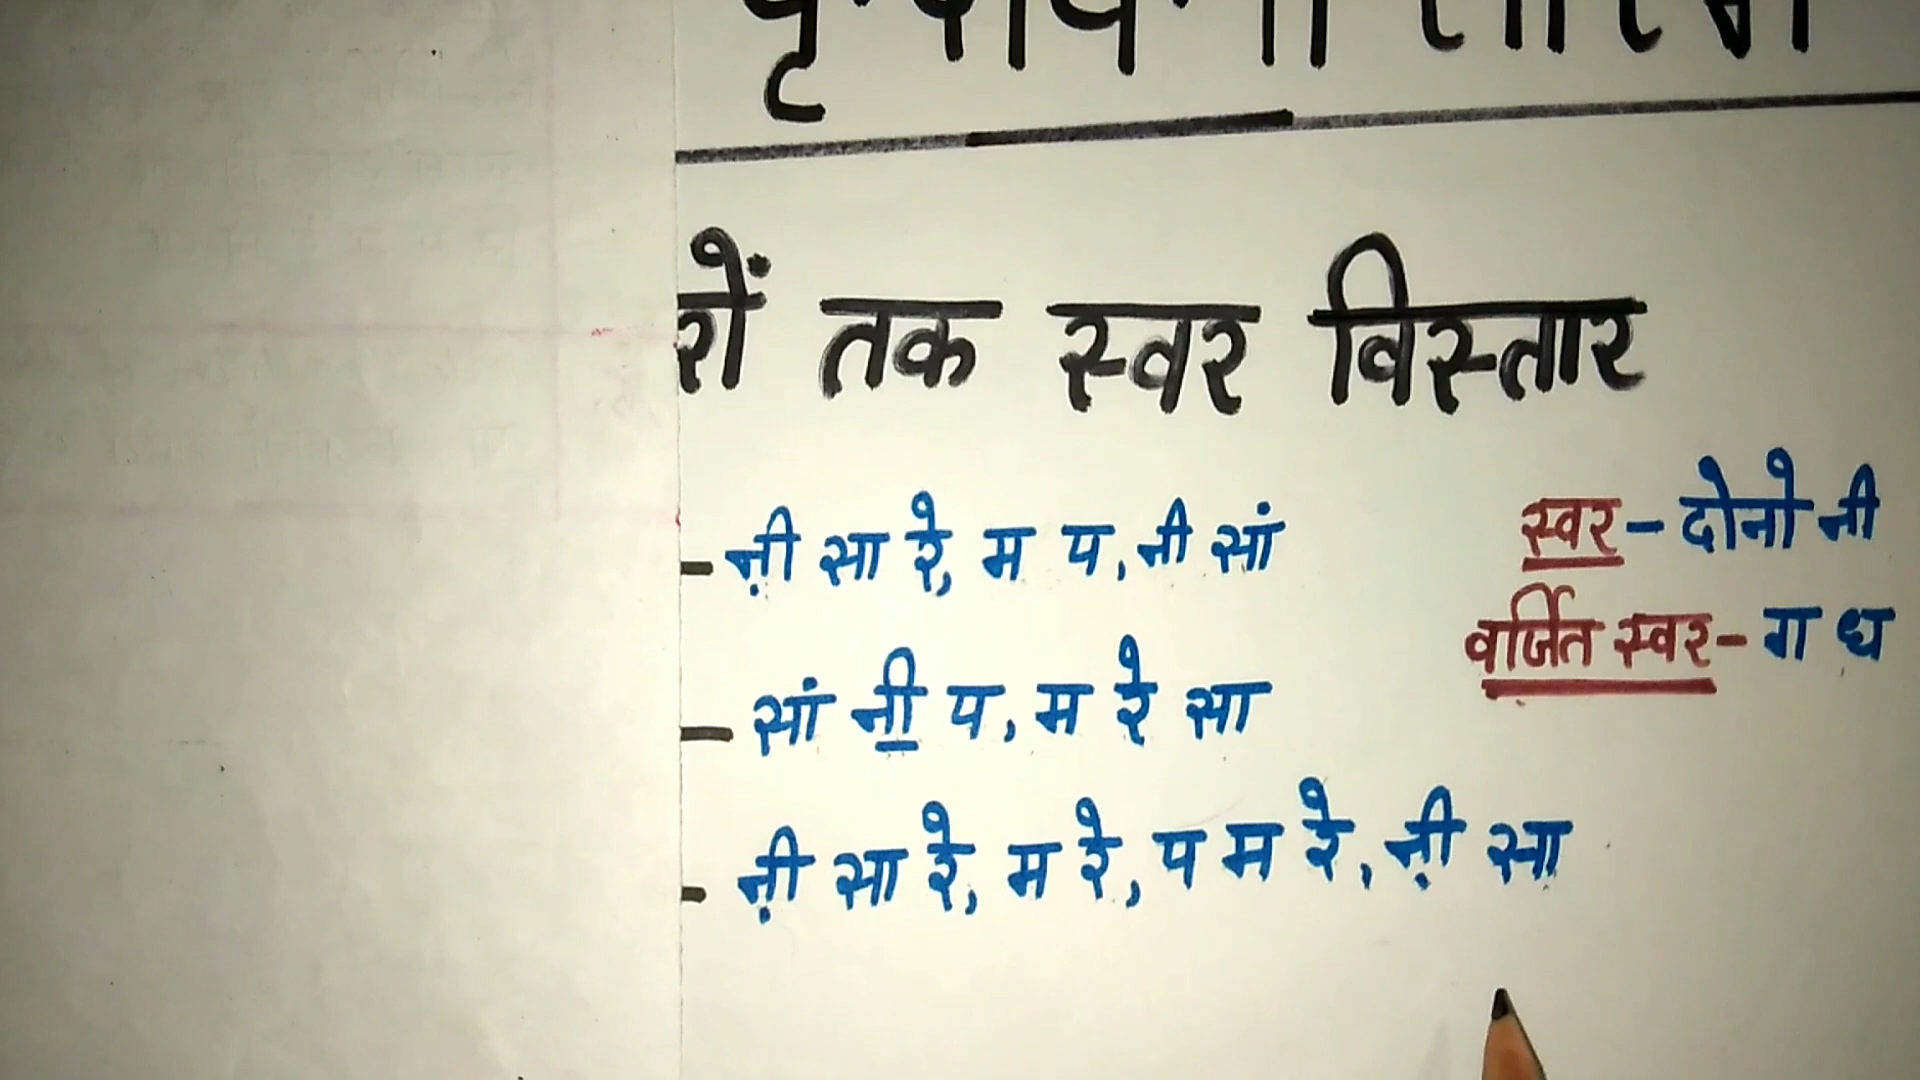 रों तक स्वर विस्तार
- ऩी सा रे, म प, नी सां
स्वर - दोनो नी
वर्जित स्वर - ग ध
- सां नी॒ प, म रे सा
- ऩी सा रे, म रे, प म रे, ऩी सा